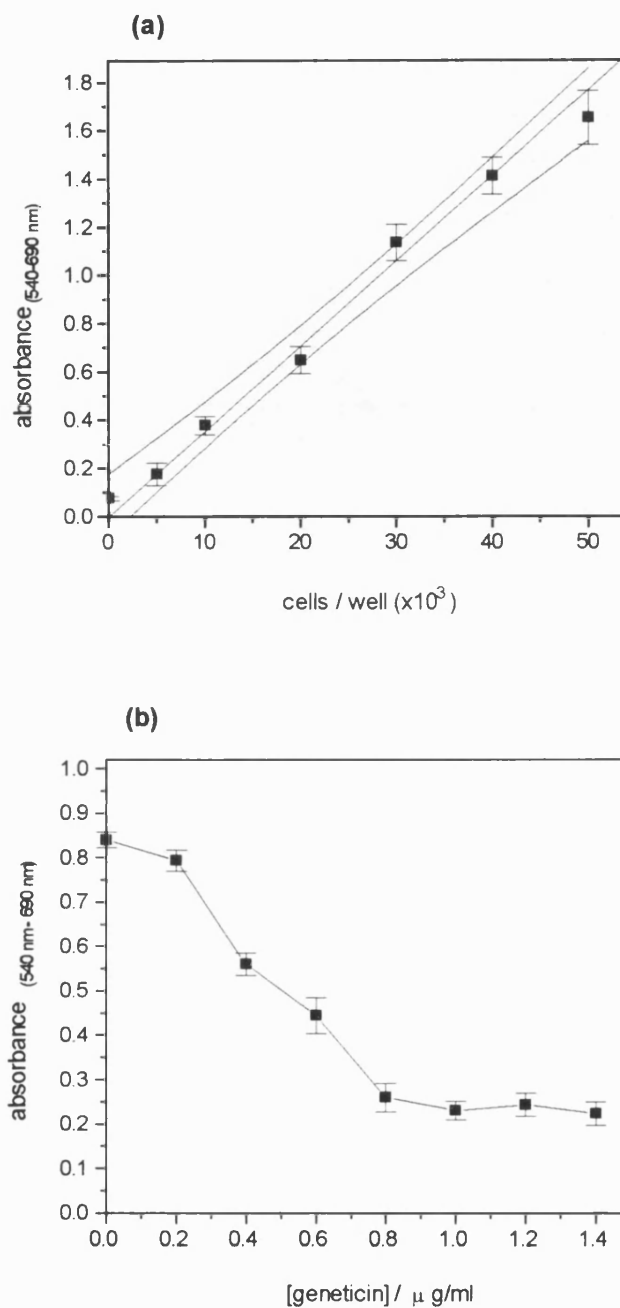 (a)
1.8
1.6
1.4
1.2
1.0
0.8
0.6
0.4
0.2
0.0
absorbance (540-690 nm)
0 10 20 30 40 50
cells / well (x10³)
(b)
1.0
0.9
0.8
0.7
0.6
0.5
0.4
0.3
0.2
0.1
0.0
absorbance (540 nm- 690 nm)
0.0 0.2 0.4 0.6 0.8 1.0 1.2 1.4
[geneticin] / μ g/ml